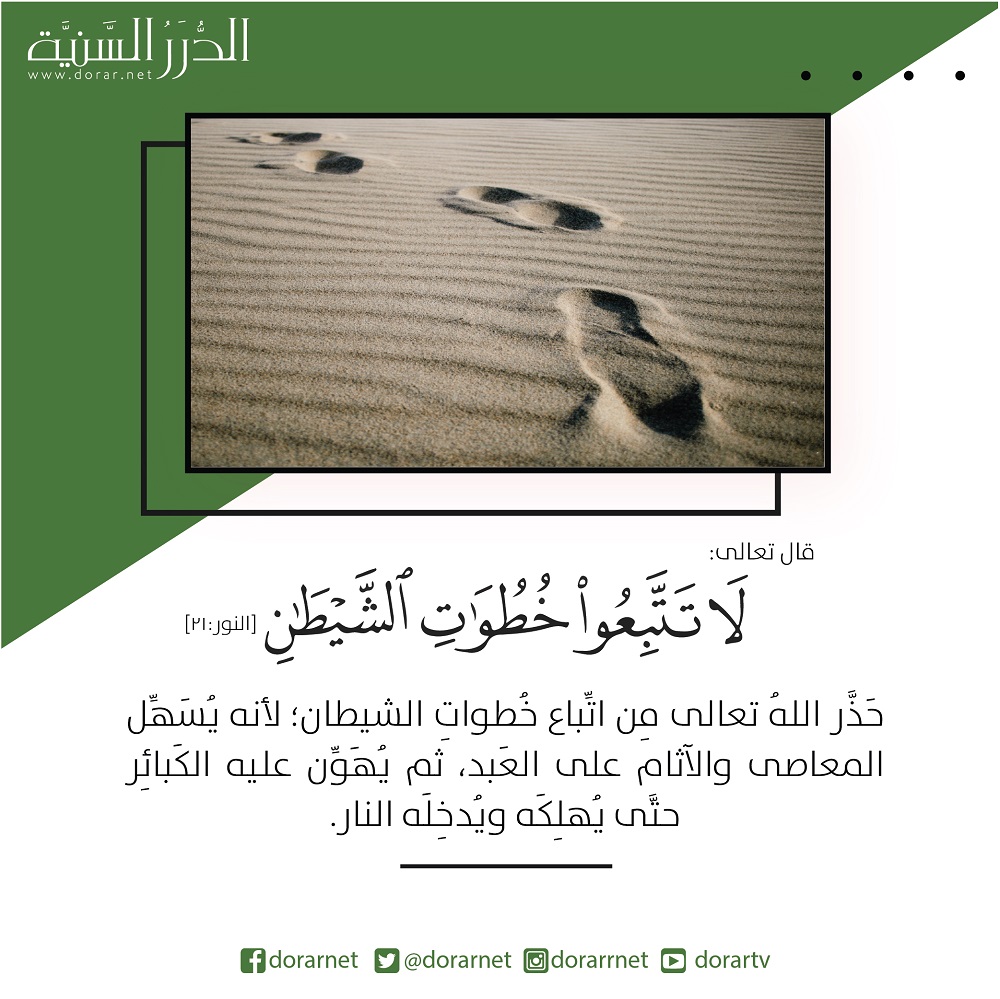 الدُّرَرُ السَّنيَّة
www.dorar.net
قال تعالى:
لَا تَتَّبِعُوا۟ خُطُوَٰتِ ٱلشَّيْطَٰنِ [النور:٢١]
حَذَّر اللهُ تعالى مِن اتِّباع خُطواتِ الشيطان؛ لأنه يُسَهِّل
المعاصي والآثام على العَبد، ثم يُهَوِّن عليه الكَبائِر
حتَّى يُهلِكَه ويُدخِلَه النار.
dorarnet @dorarnet dorarrnet dorartv